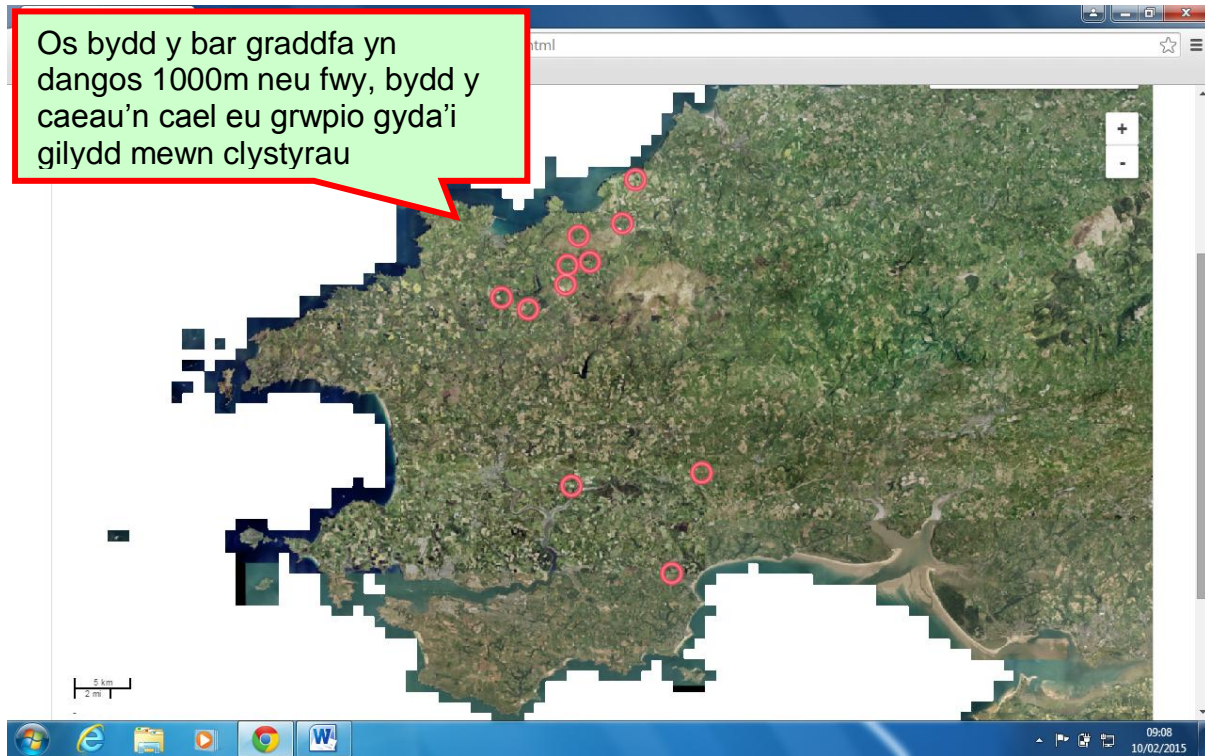 Os bydd y bar graddfa yn
dangos 1000m neu fwy, bydd y
caeau'n cael eu grwpio gyda'i
gilydd mewn clystyrau
html
+
-
5 km
2 mi
09:08
10/02/2015